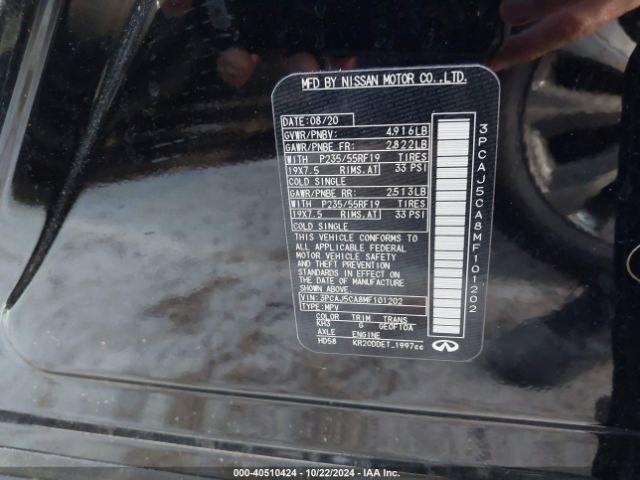 MFD BY NISSAN MOTOR CO.,LTD.
DATE: 08/20
GVWR/PNBV: 4,916LB
GAWR/PNBE FR: 2,822LB
WITH P235/55RF19 TIRES
19X7.5 RIMS.AT 33 PSI
COLD SINGLE
GAWR/PNBE RR: 2,513LB
WITH P235/55RF19 TIRES
19X7.5 RIMS.AT 33 PSI
COLD SINGLE
THIS VEHICLE CONFORMS TO
ALL APPLICABLE FEDERAL
MOTOR VEHICLE SAFETY
AND THEFT PREVENTION
STANDARDS IN EFFECT ON
THE DATE OF MANUFACTURE
SHOWN ABOVE.
VIN: 3PCAJ5CA8MF101202
TYPE: MPV
COLOR TRIM TRANS
KH3 G GE0F10A
AXLE ENGINE
HD58 KR20DDET_1997cc
3PCAJ5CA8MF101202
000-40510424 - 10/22/2024 - IAA Inc.